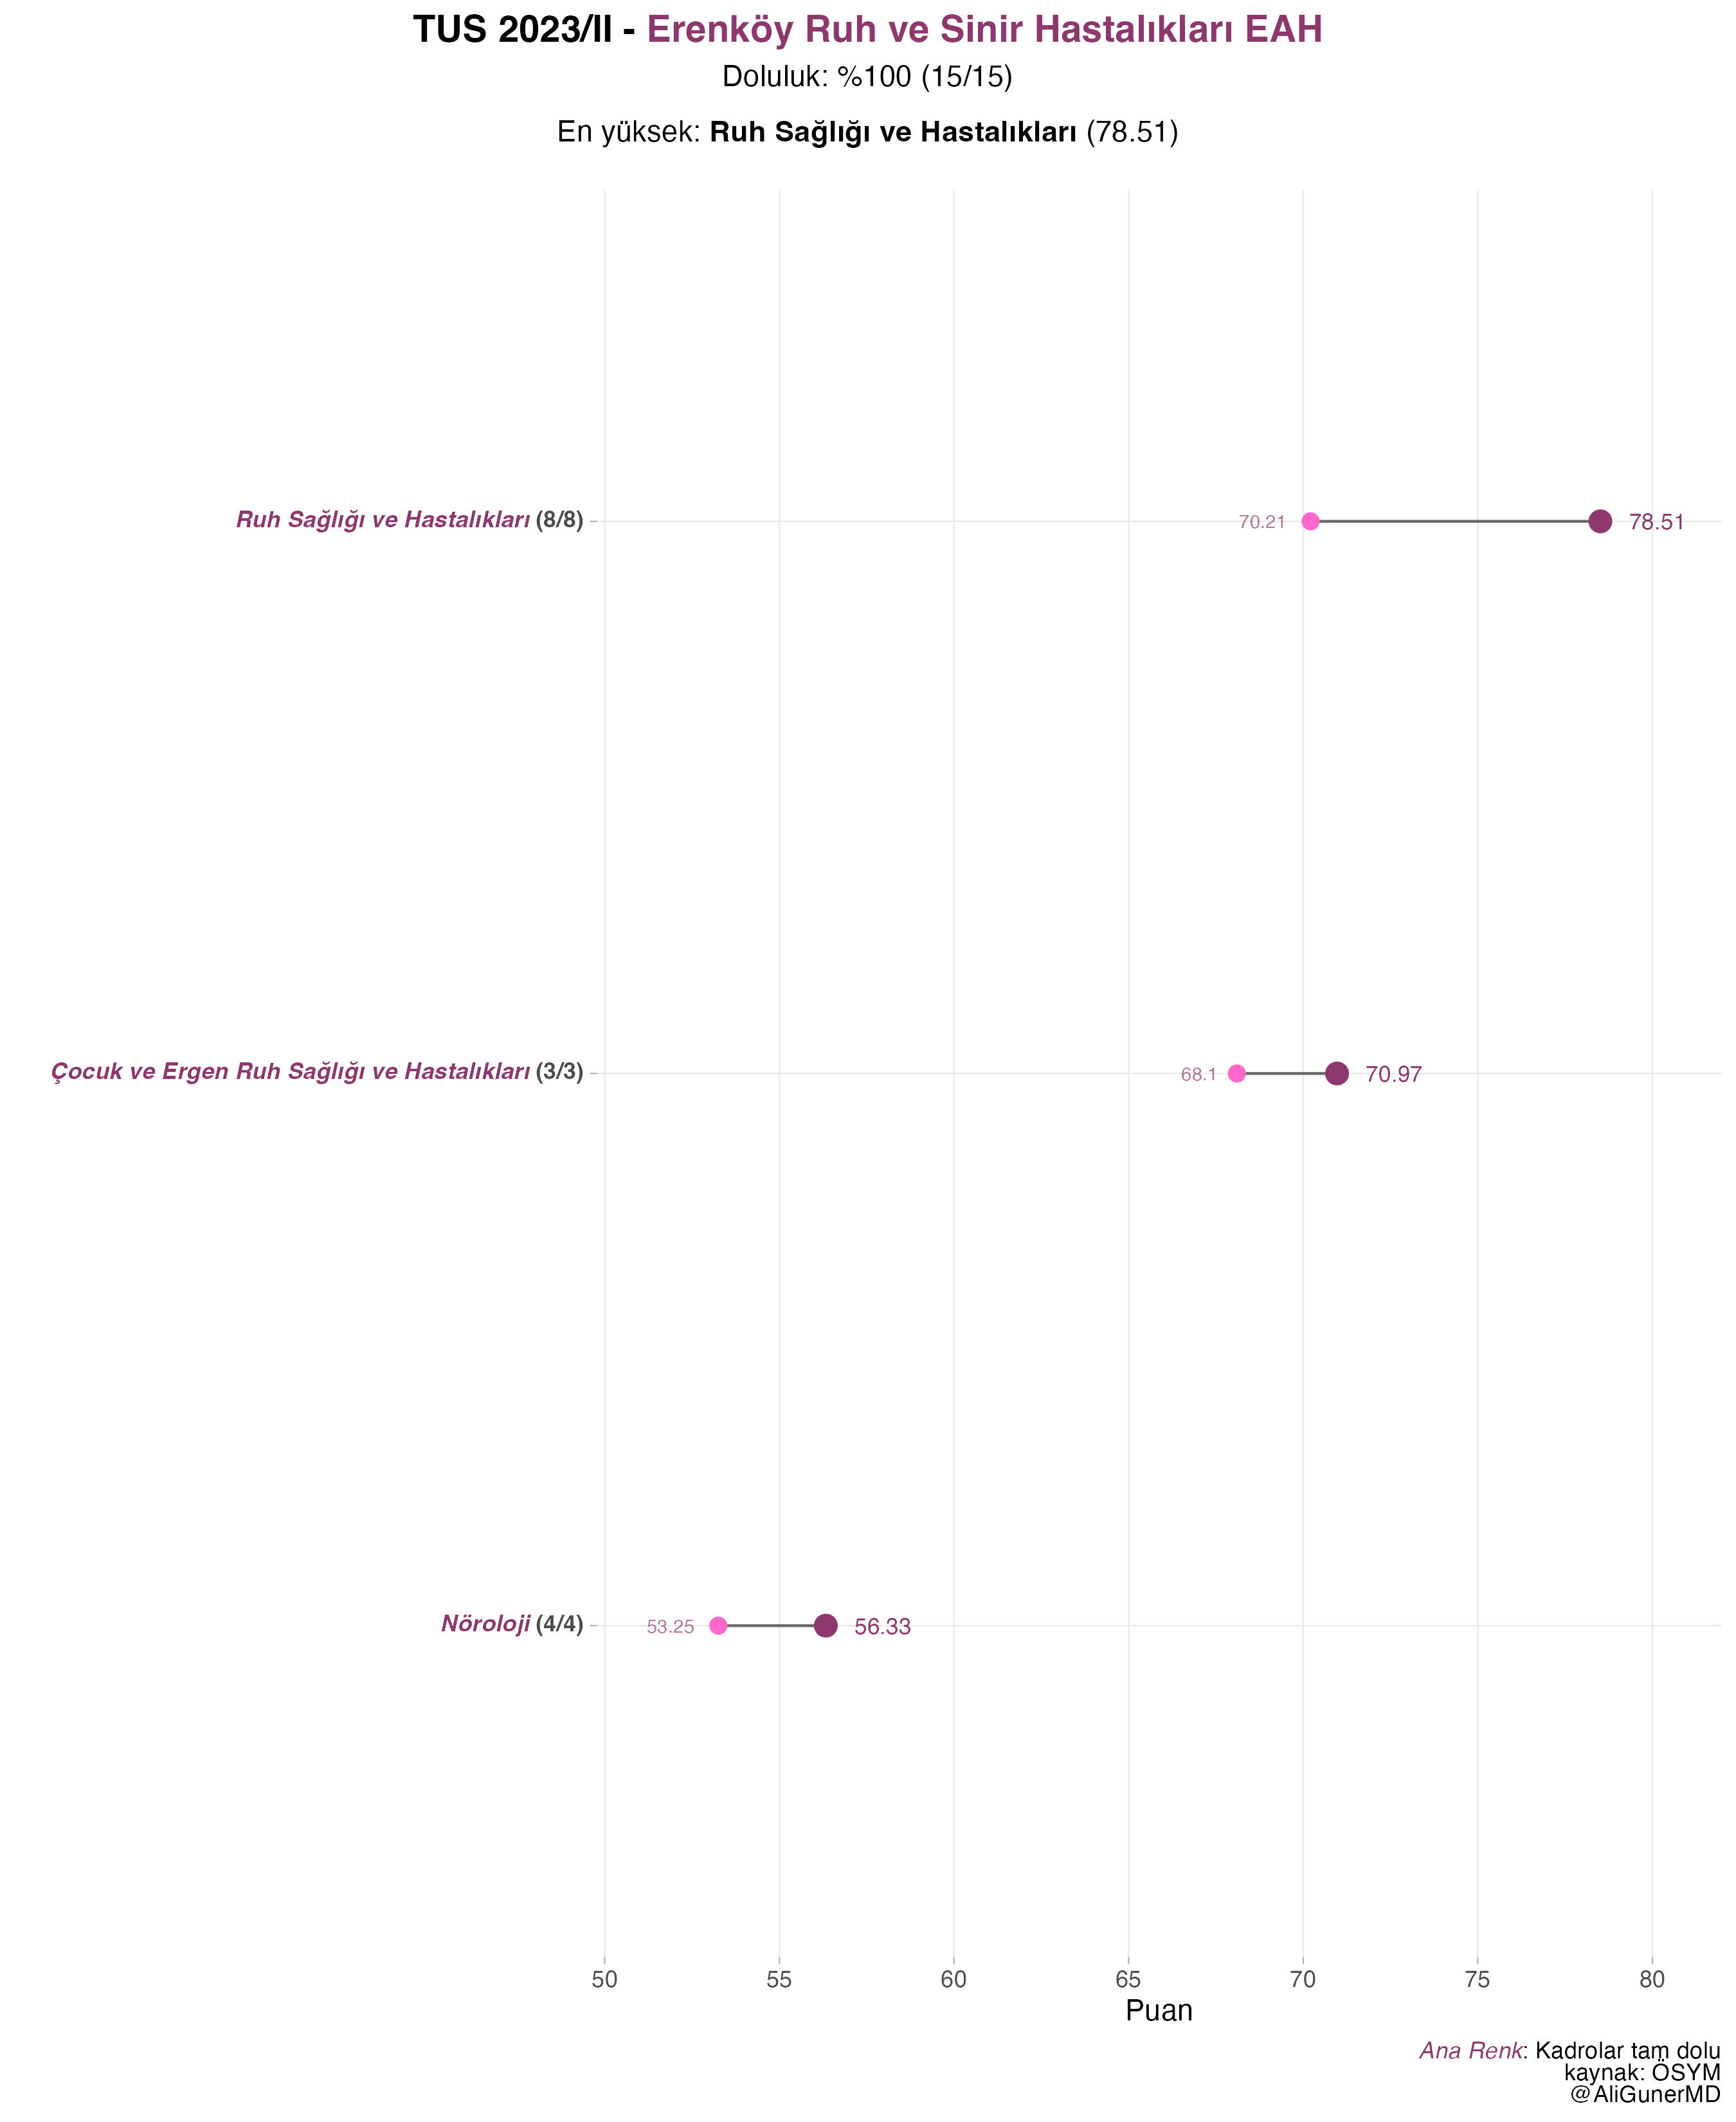 TUS 2023/II - Erenköy Ruh ve Sinir Hastalıkları EAH
Doluluk: %100 (15/15)
En yüksek: Ruh Sağlığı ve Hastalıkları (78.51)
Ruh Sağlığı ve Hastalıkları (8/8)
70.21
78.51
Çocuk ve Ergen Ruh Sağlığı ve Hastalıkları (3/3)
68.1
70.97
Nöroloji (4/4)
53.25
56.33
50 55 60 65 70 75 80
Puan
Ana Renk: Kadrolar tam dolu
kaynak: ÖSYM
@AliGunerMD